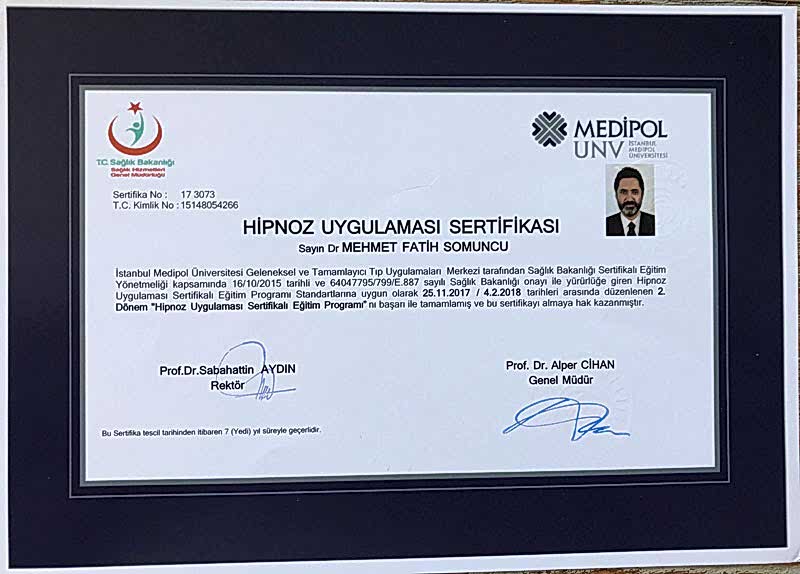 T.C. Sağlık Bakanlığı
Sağlık Hizmetleri
Genel Müdürlüğü
MEDİPOL
UNV İSTANBUL
MEDİPOL
ÜNİVERSİTESİ
Sertifika No : 17 3073
T.C. Kimlik No : 15148054266
HİPNOZ UYGULAMASI SERTİFİKASI
Sayın Dr MEHMET FATİH SOMUNCU
İstanbul Medipol Üniversitesi Geleneksel ve Tamamlayıcı Tıp Uygulamaları Merkezi tarafından Sağlık Bakanlığı Sertifikalı Eğitim
Yönetmeliği kapsamında 16/10/2015 tarihli ve 64047795/799/E.887 sayılı Sağlık Bakanlığı onayı ile yürürlüğe giren Hipnoz
Uygulaması Sertifikalı Eğitim Programı Standartlarına uygun olarak 25.11.2017 / 4.2.2018 tarihleri arasında düzenlenen 2.
Dönem "Hipnoz Uygulaması Sertifikalı Eğitim Programı" nı başarı ile tamamlamış ve bu sertifikayı almaya hak kazanmıştır.
Prof.Dr.Sabahattin AYDIN
Rektör
Prof. Dr. Alper CİHAN
Genel Müdür
Bu Sertifika tescil tarihinden itibaren 7 (Yedi) yıl süreyle geçerlidir.